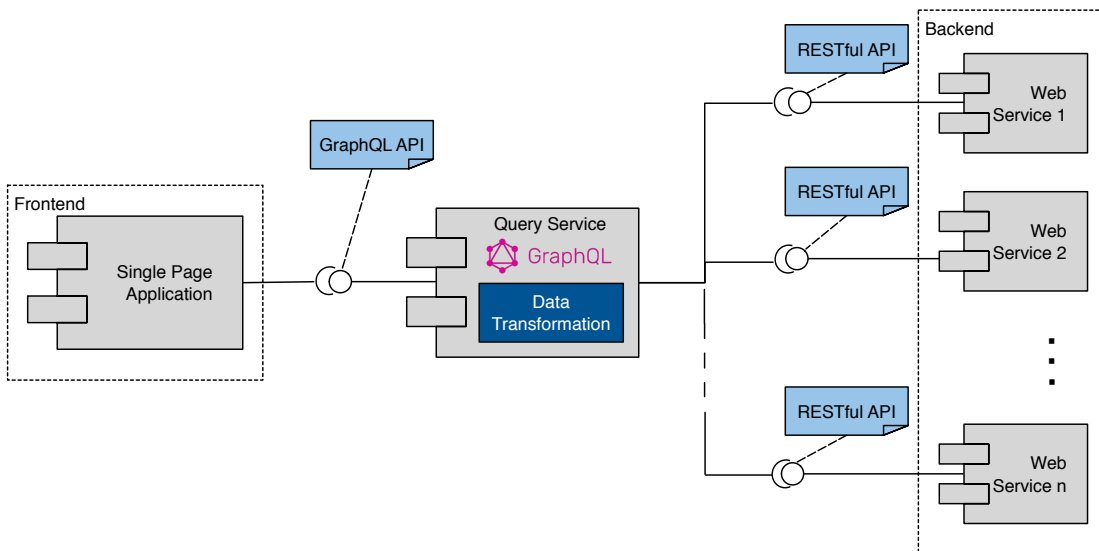 Frontend
Single Page
Application
GraphQL API
Query Service
GraphQL
Data
Transformation
RESTful API
RESTful API
RESTful API
Backend
Web
Service 1
Web
Service 2
Web
Service n